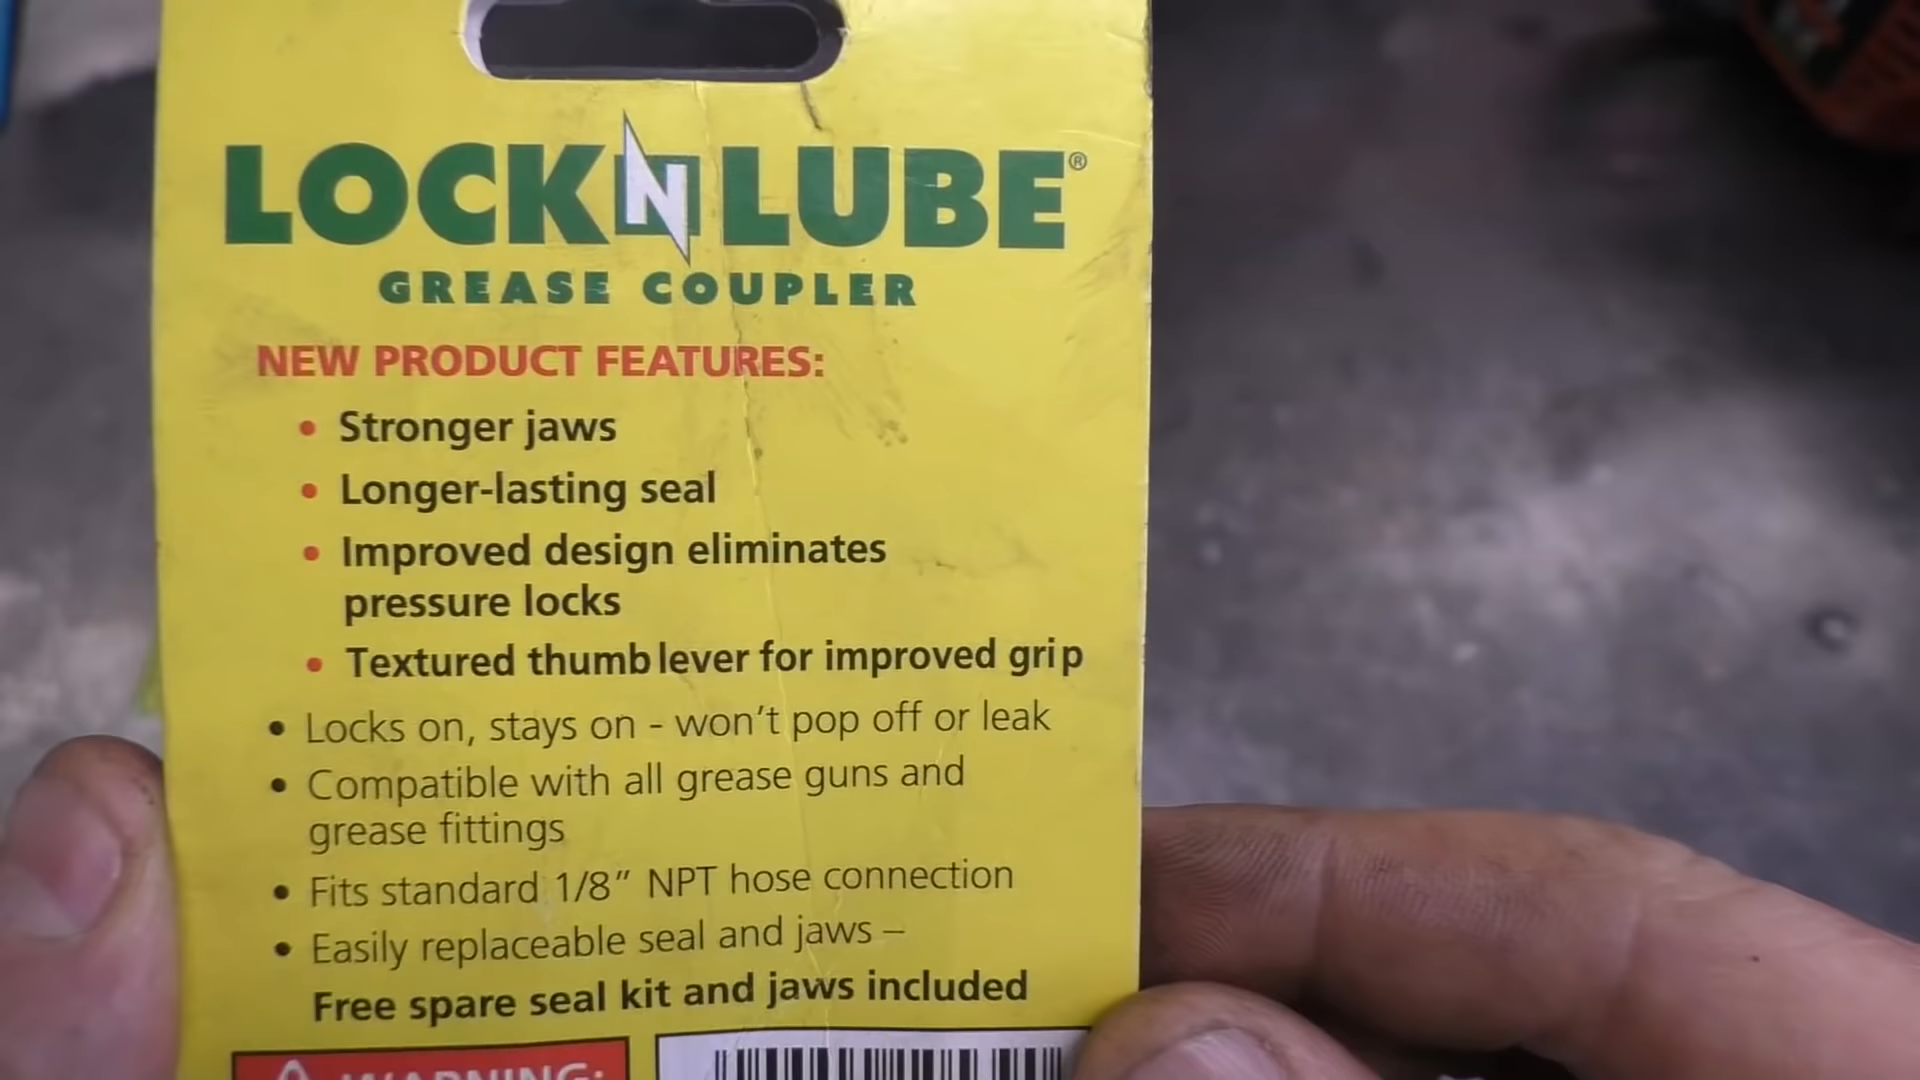 LOCKNLUBE®
GREASE COUPLER
NEW PRODUCT FEATURES:
• Stronger jaws
• Longer-lasting seal
• Improved design eliminates
pressure locks
• Textured thumb lever for improved grip
• Locks on, stays on - won't pop off or leak
• Compatible with all grease guns and
grease fittings
• Fits standard 1/8" NPT hose connection
• Easily replaceable seal and jaws –
Free spare seal kit and jaws included
WARNING: